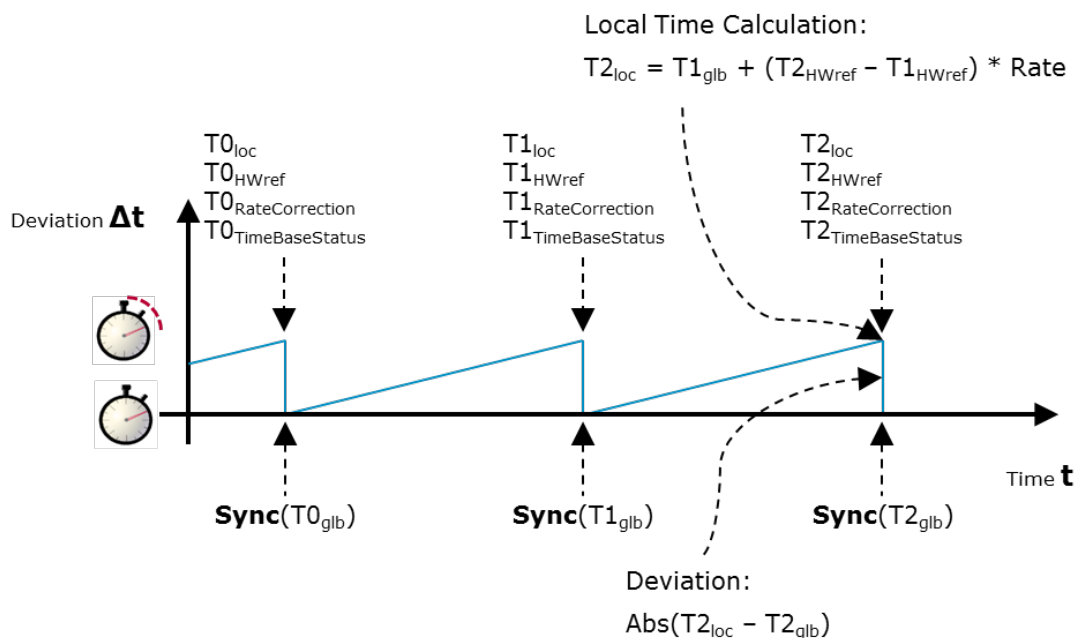 Local Time Calculation:
T2loc = T1glb + (T2HWref – T1HWref) * Rate
T0loc
T0HWref
T0RateCorrection
T0TimeBaseStatus
T1loc
T1HWref
T1RateCorrection
T1TimeBaseStatus
T2loc
T2HWref
T2RateCorrection
T2TimeBaseStatus
Deviation Δt
Time t
Sync(T0glb)
Sync(T1glb)
Sync(T2glb)
Deviation:
Abs(T2loc – T2glb)